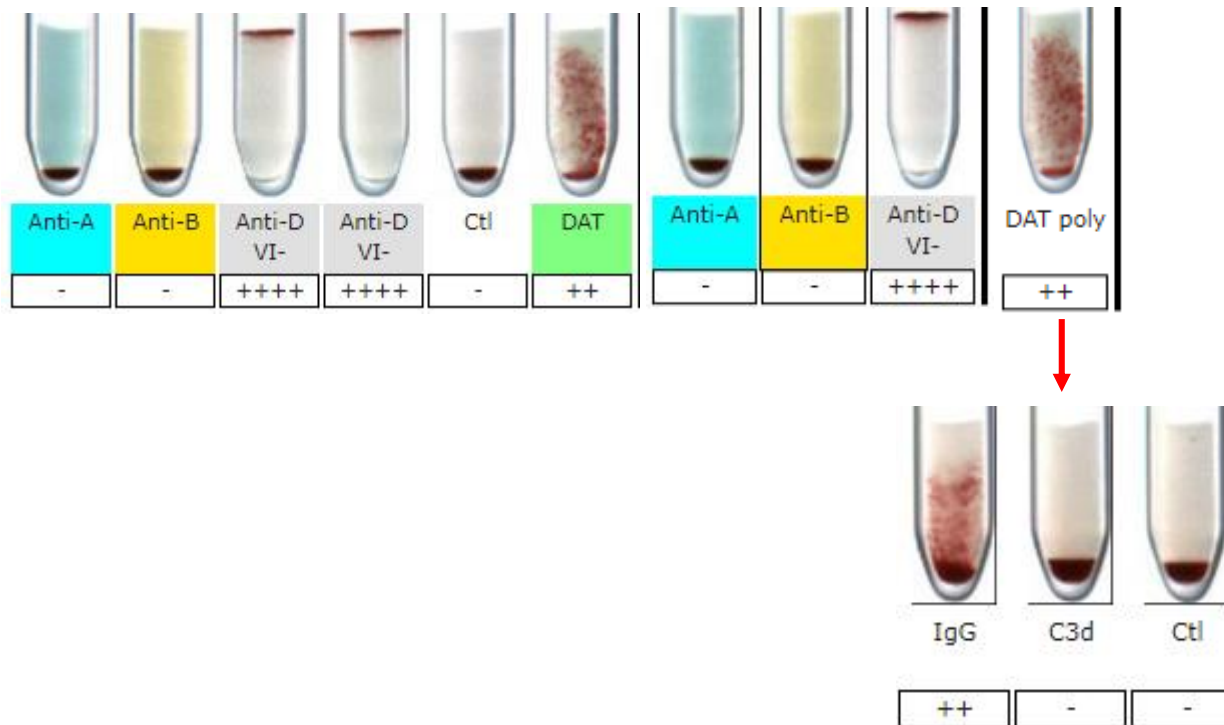 Anti-A Anti-B Anti-D Anti-D Ctl DAT Anti-A Anti-B Anti-D DAT poly
VI- VI- VI-
- - ++++ ++++ - ++ - - ++++ ++
IgG C3d Ctl
++ - -